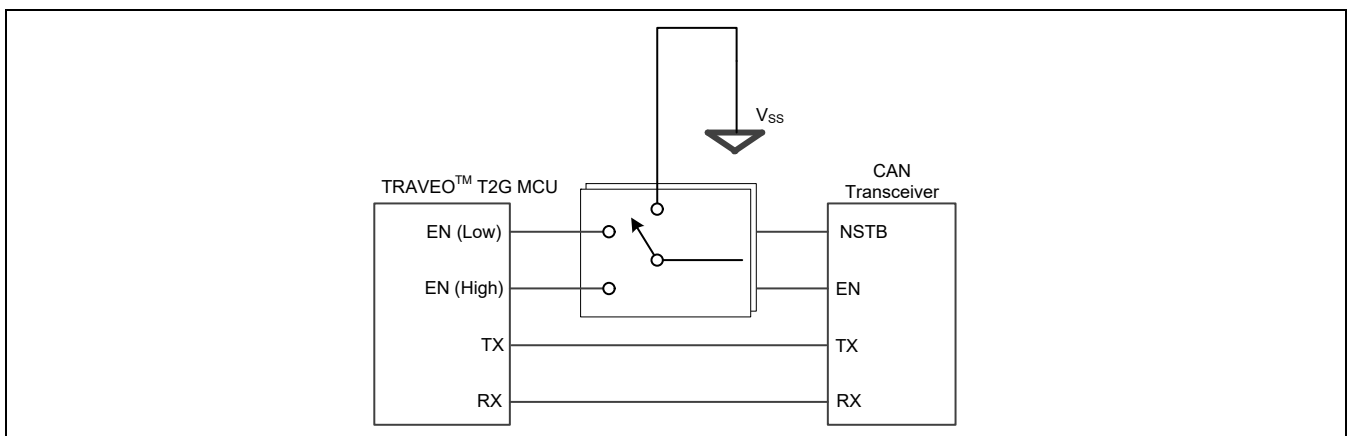 VSS
CAN
Transceiver
TRAVEO™ T2G MCU
EN (Low)
NSTB
EN (High)
EN
TX
TX
RX
RX